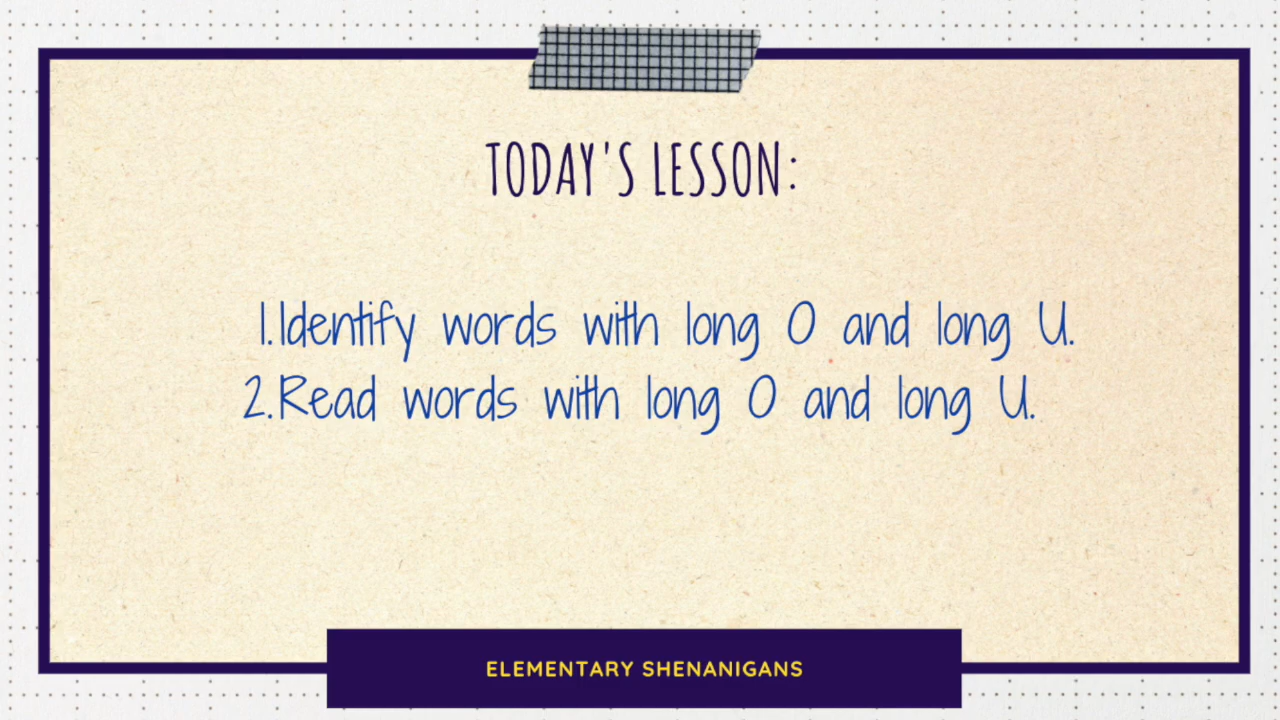 TODAY'S LESSON:
1.Identify words with long O and long U.
2.Read words with long O and long U.
ELEMENTARY SHENANIGANS